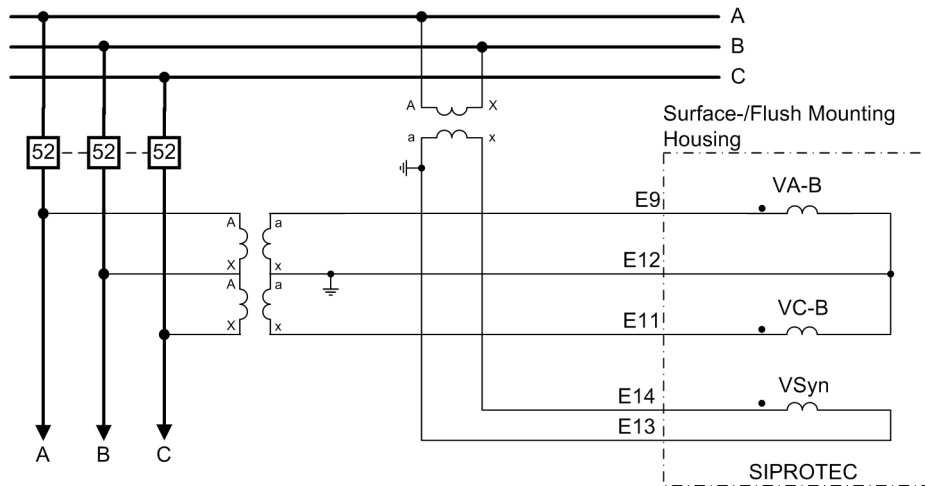 A
B
C
A X
a x
Surface-/Flush Mounting
Housing
52 52 52
VA-B
E9
A a
X x
E12
A a
X x
VC-B
E11
VSyn
E14
E13
A B C
SIPROTEC